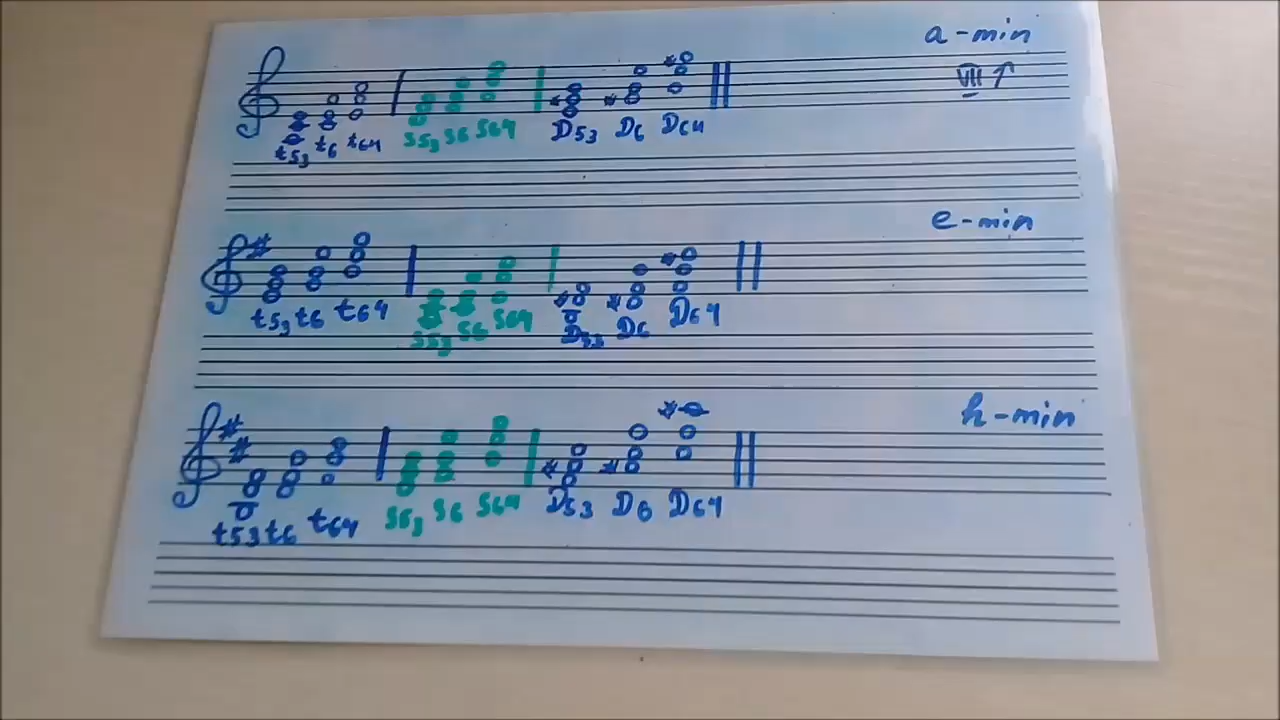 a-min
VII ↑
t53 t6 t64 S53 S6 S64 D53 D6 D64
e-min
t53 t6 t64 S53 S6 S64 D53 D6 D64
h-min
t53 t6 t64 S53 S6 S64 D53 D6 D64